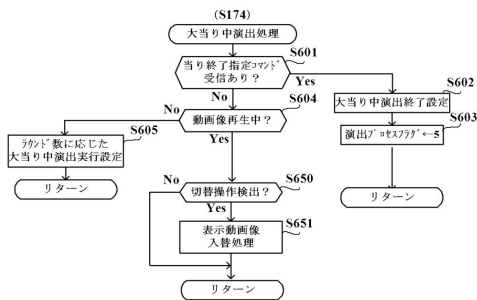 (S174)
大当り中演出処理
S601
当り終了指定コマンド
受信あり?
Yes
No
S602
大当り中演出終了設定
S603
演出プロセスフラグ←5
リターン
S604
動画像再生中?
No
Yes
S605
ラウンド数に応じた
大当り中演出実行設定
リターン
S650
切替操作検出?
No
Yes
S651
表示動画像
入替処理
リターン